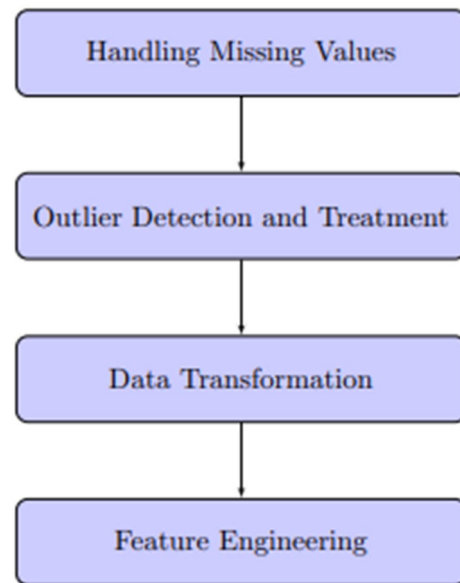 Handling Missing Values
Outlier Detection and Treatment
Data Transformation
Feature Engineering